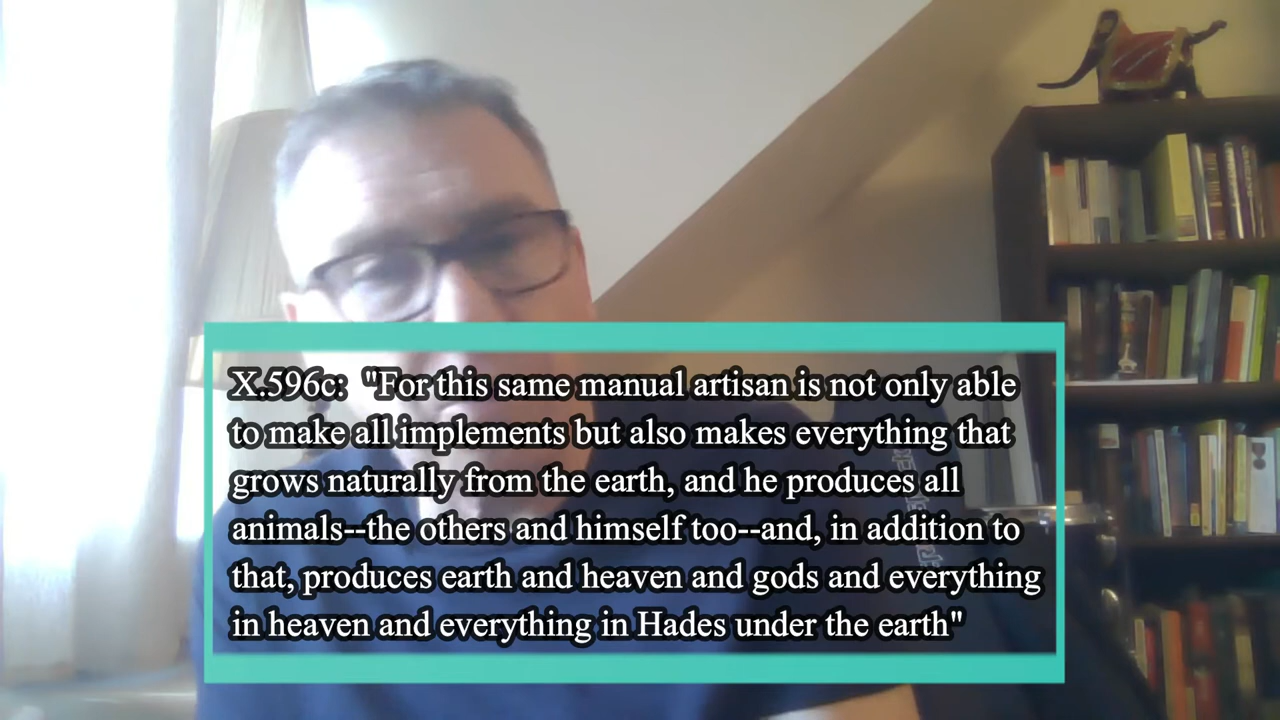 X.596c: "For this same manual artisan is not only able
to make all implements but also makes everything that
grows naturally from the earth, and he produces all
animals--the others and himself too--and, in addition to
that, produces earth and heaven and gods and everything
in heaven and everything in Hades under the earth"